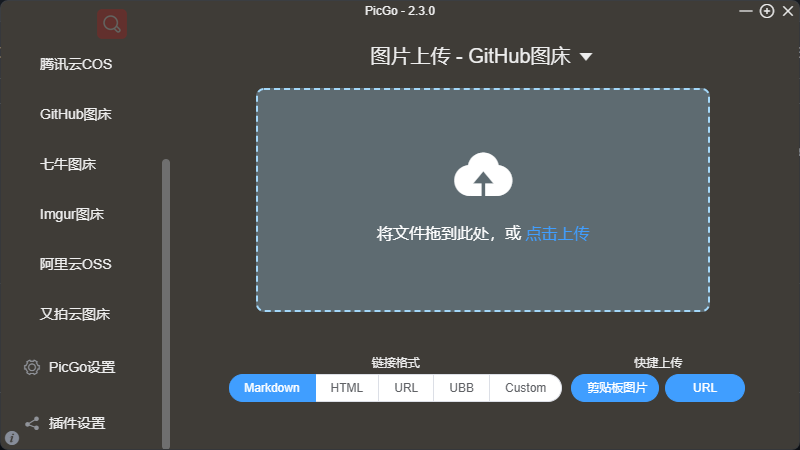 PicGo - 2.3.0
腾讯云COS
GitHub图床
七牛图床
Imgur图床
阿里云OSS
又拍云图床
PicGo设置
插件设置
图片上传 - GitHub图床
将文件拖到此处，或 点击上传
链接格式
Markdown HTML URL UBB Custom
快捷上传
剪贴板图片 URL